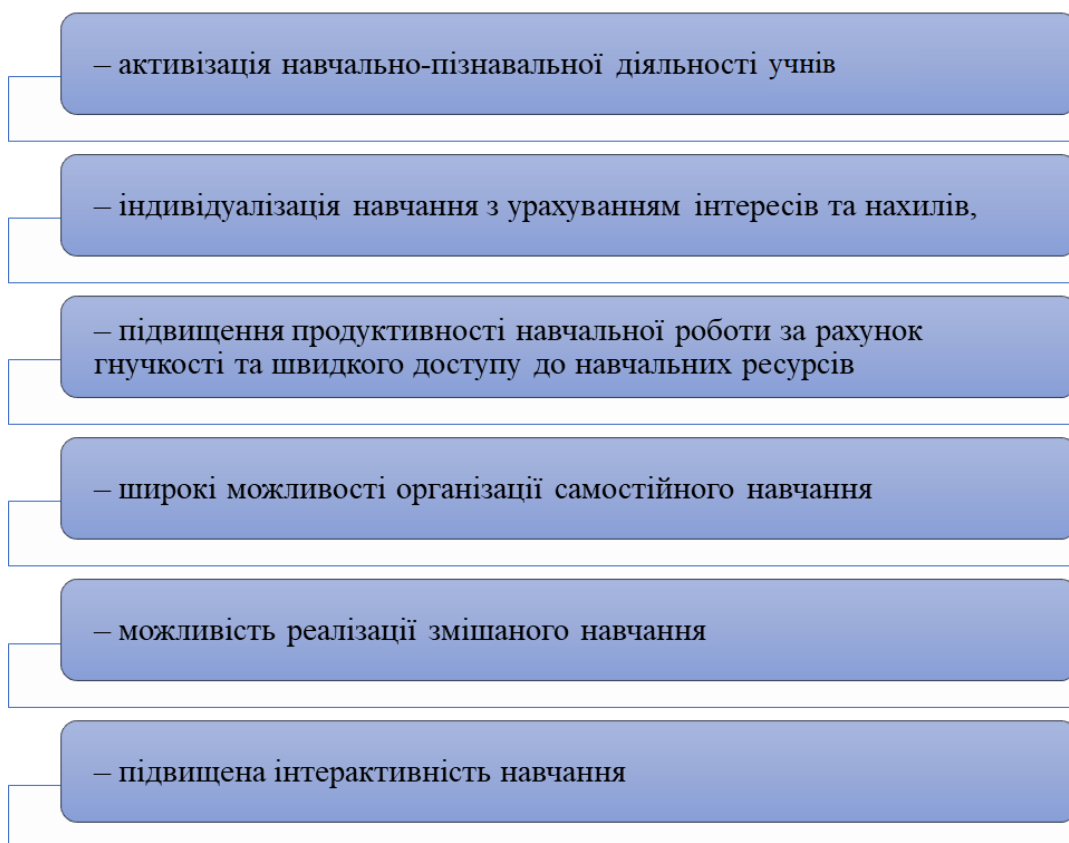 – активізація навчально-пізнавальної діяльності учнів
– індивідуалізація навчання з урахуванням інтересів та нахилів,
– підвищення продуктивності навчальної роботи за рахунок
гнучкості та швидкого доступу до навчальних ресурсів
– широкі можливості організації самостійного навчання
– можливість реалізації змішаного навчання
– підвищена інтерактивність навчання